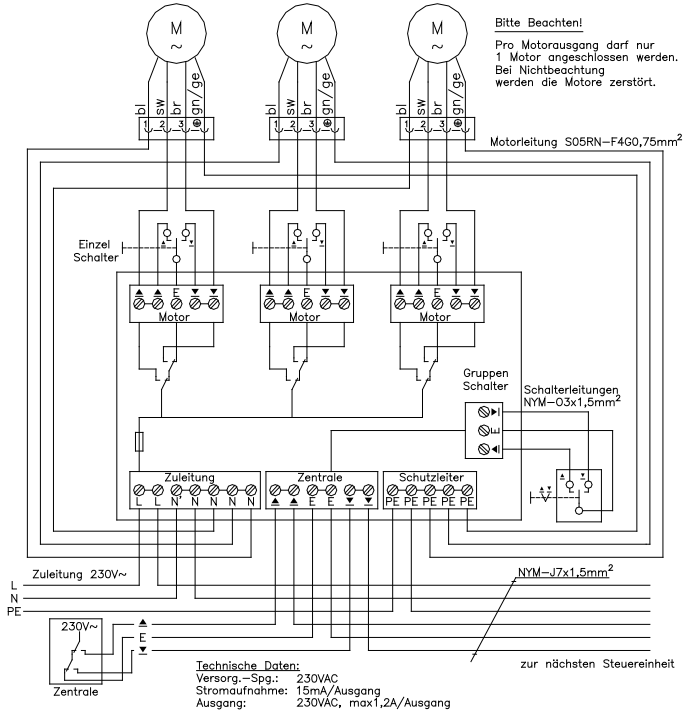 M
~
M
~
M
~
Bitte Beachten!
Pro Motorausgang darf nur
1 Motor angeschlossen werden.
Bei Nichtbeachtung
werden die Motore zerstört.
bl sw br gn/ge
bl sw br gn/ge
bl sw br gn/ge
1 2 3
1 2 3
1 2 3
Motorleitung S05RN-F4G0,75mm²
Einzel
Schalter
E
E
E
Motor
Motor
Motor
Gruppen
Schalter
Schalterleitungen
NYM-O3x1,5mm²
E
Zuleitung
Zentrale
Schutzleiter
L L N' N N N N
E E
PE PE PE PE PE
Zuleitung 230V~
NYM-J7x1,5mm²
L
N
PE
230V~
E
Zentrale
zur nächsten Steuereinheit
Technische Daten:
Versorg.-Spg.: 230VAC
Stromaufnahme: 15mA/Ausgang
Ausgang: 230VAC, max1,2A/Ausgang